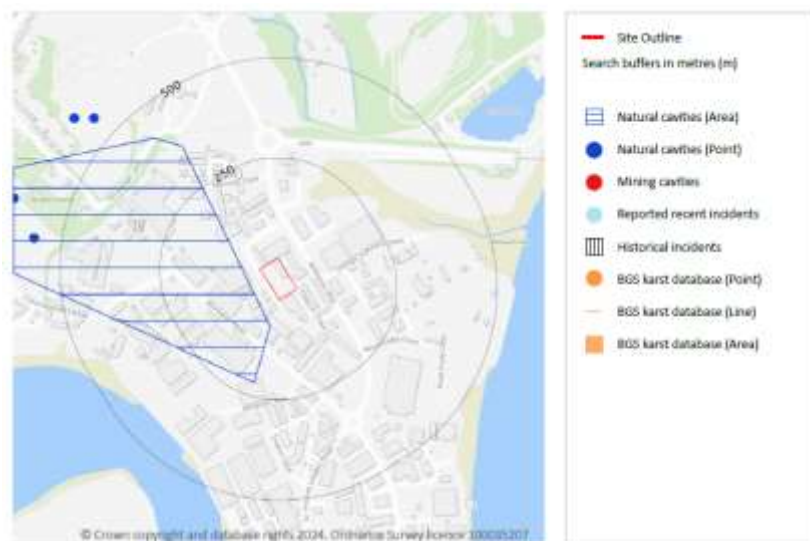 500
250
© Crown copyright and database rights 2024. Ordnance Survey licence 100035207
Site Outline
Search buffers in metres (m)
Natural cavities (Area)
Natural cavities (Point)
Mining cavities
Reported recent incidents
Historical incidents
BGS karst database (Point)
BGS karst database (Line)
BGS karst database (Area)